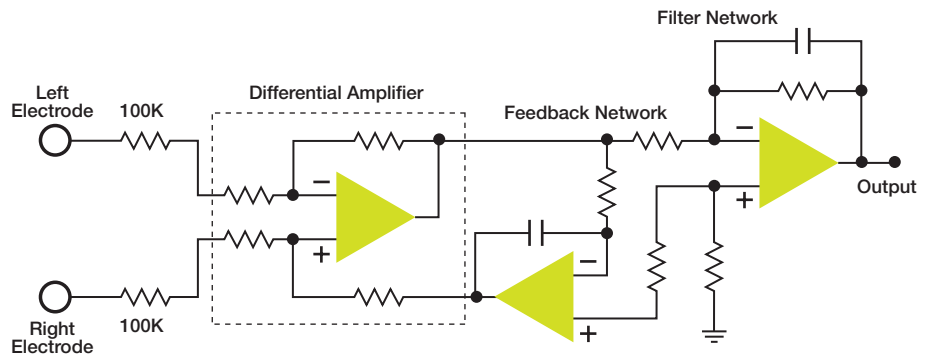 Filter Network
Left
Electrode
100K
Differential Amplifier
Feedback Network
−
+
−
+
−
+
Output
Right
Electrode
100K